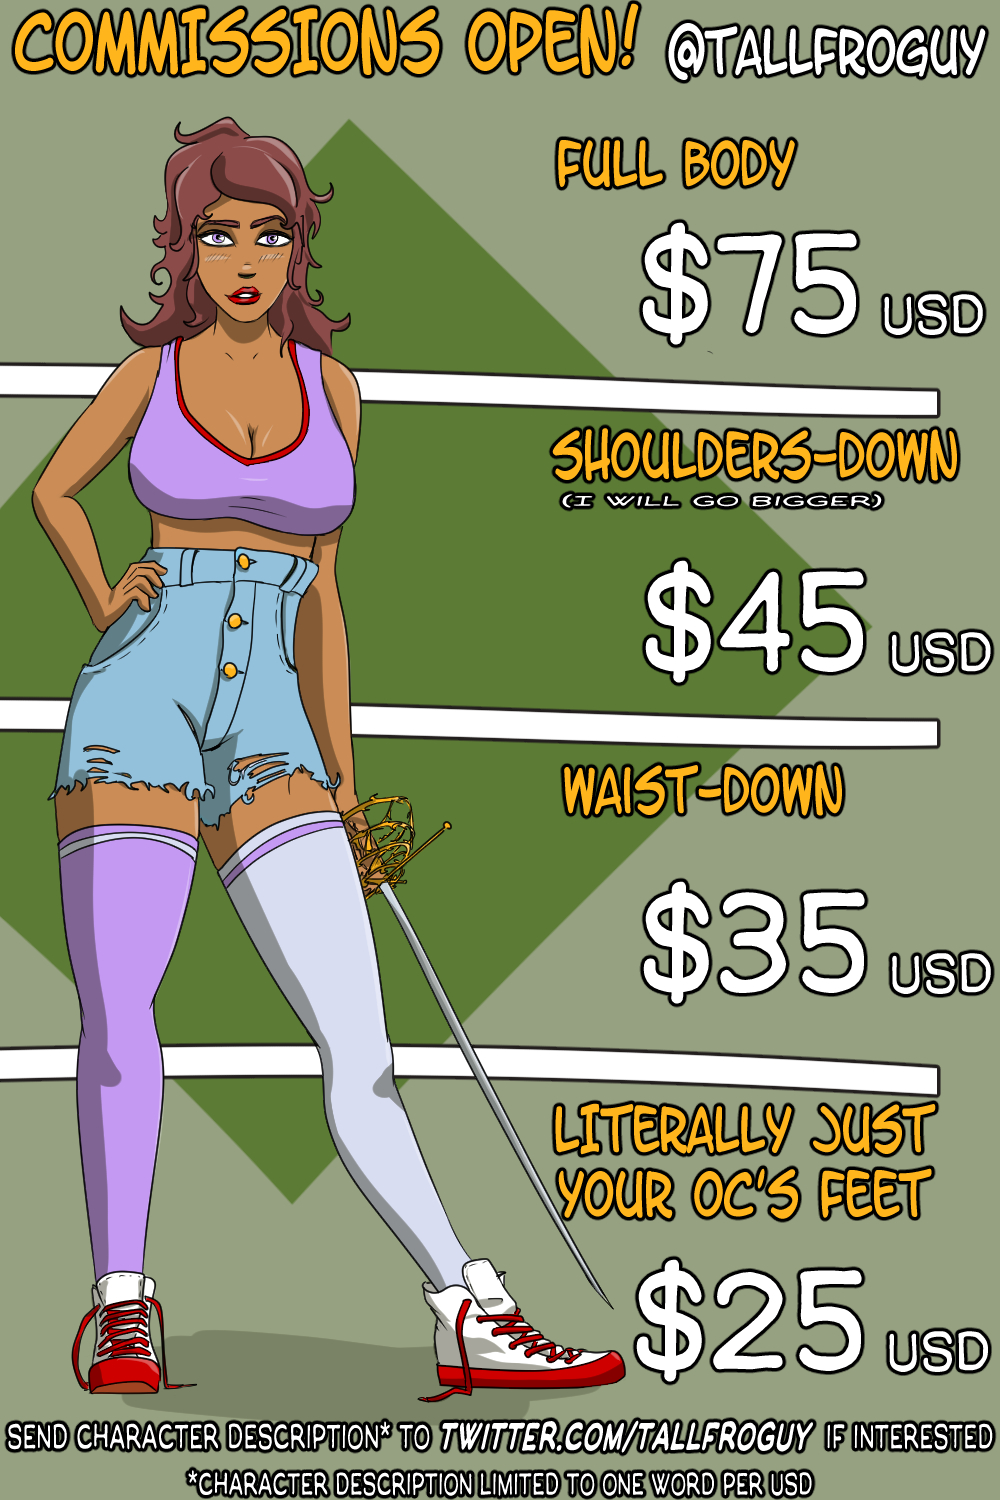 COMMISSIONS OPEN! @TALLFROGUY
FULL BODY
$75 USD
SHOULDERS-DOWN
(I WILL GO BIGGER)
$45 USD
WAIST-DOWN
$35 USD
LITERALLY JUST
YOUR OC'S FEET
$25 USD
SEND CHARACTER DESCRIPTION* TO TWITTER.COM/TALLFROGUY IF INTERESTED
*CHARACTER DESCRIPTION LIMITED TO ONE WORD PER USD